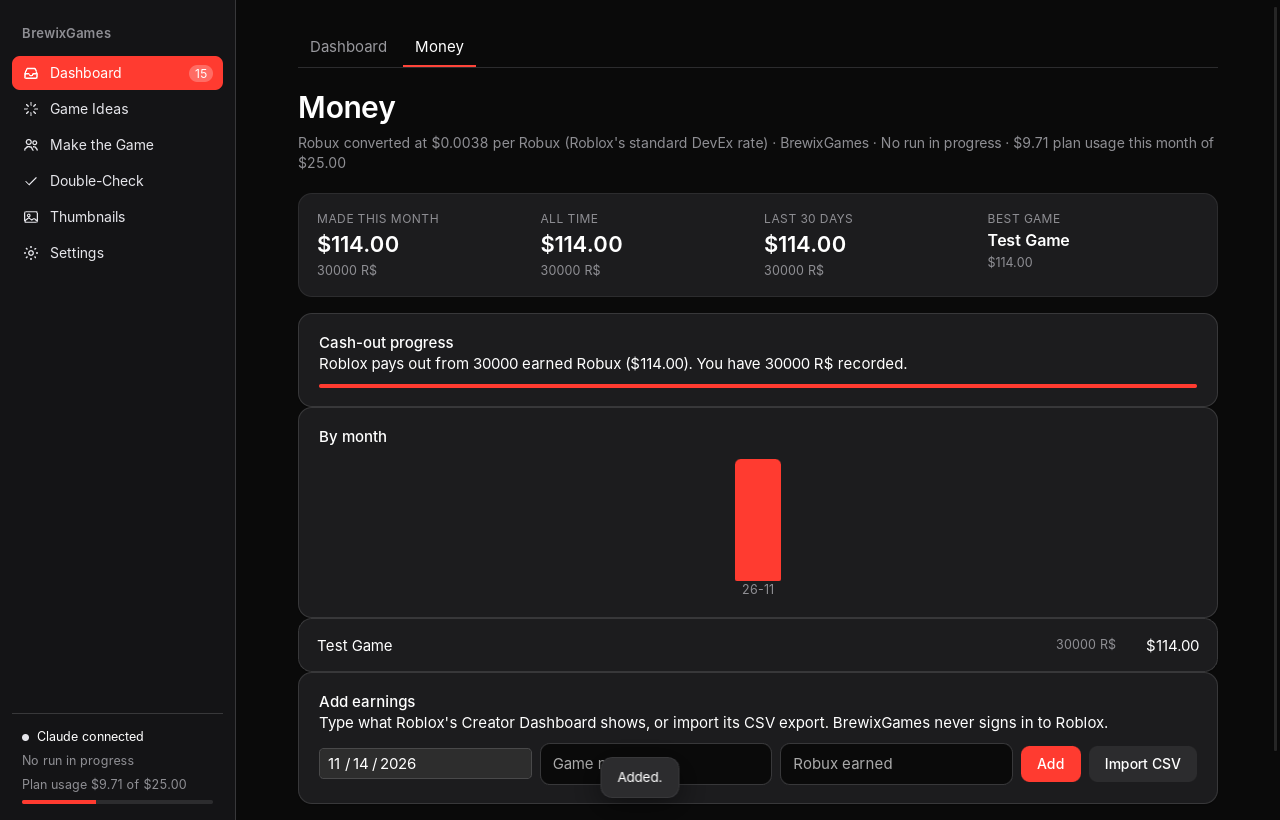 BrewixGames
Dashboard 15
Game Ideas
Make the Game
Double-Check
Thumbnails
Settings
Claude connected
No run in progress
Plan usage $9.71 of $25.00
Dashboard Money
Money
Robux converted at $0.0038 per Robux (Roblox's standard DevEx rate) · BrewixGames · No run in progress · $9.71 plan usage this month of
$25.00
MADE THIS MONTH
$114.00
30000 R$
ALL TIME
$114.00
30000 R$
LAST 30 DAYS
$114.00
30000 R$
BEST GAME
Test Game
$114.00
Cash-out progress
Roblox pays out from 30000 earned Robux ($114.00). You have 30000 R$ recorded.
By month
26-11
Test Game 30000 R$ $114.00
Add earnings
Type what Roblox's Creator Dashboard shows, or import its CSV export. BrewixGames never signs in to Roblox.
11 / 14 / 2026 Game Robux earned Add Import CSV
Added.